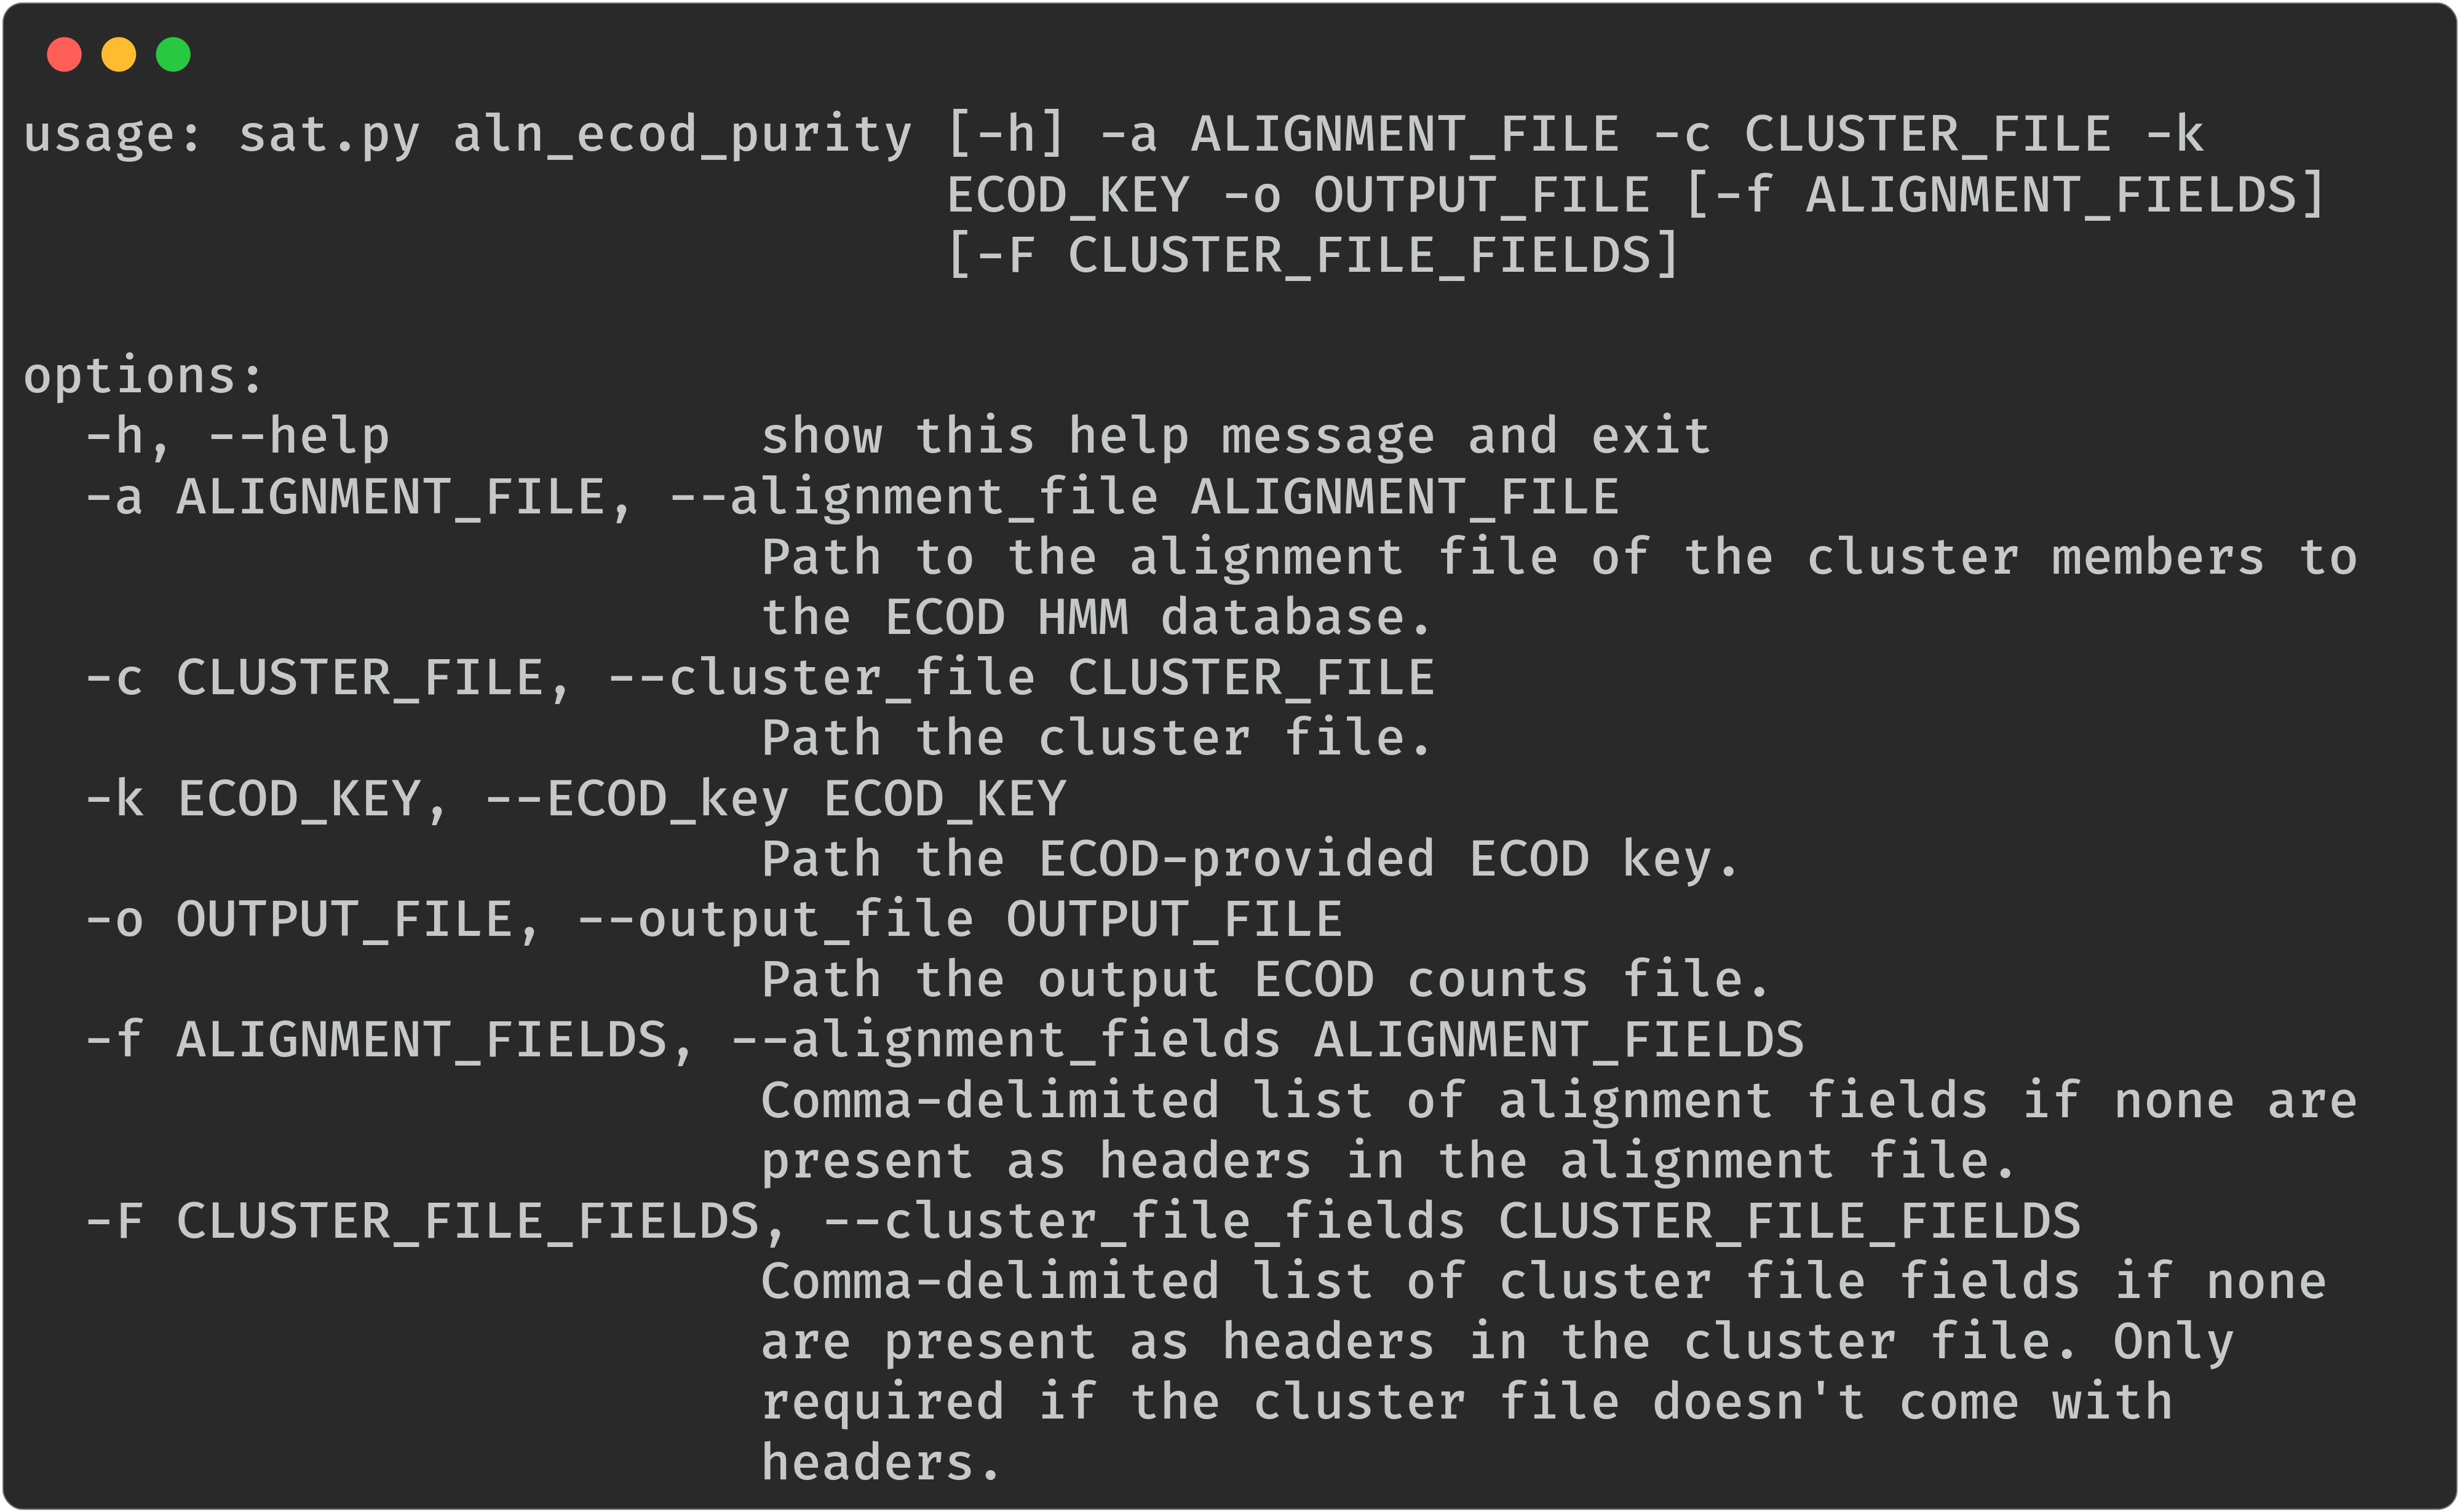 usage: sat.py aln_ecod_purity [-h] -a ALIGNMENT_FILE -c CLUSTER_FILE -k
ECOD_KEY -o OUTPUT_FILE [-f ALIGNMENT_FIELDS]
[-F CLUSTER_FILE_FIELDS]
options:
-h, --help show this help message and exit
-a ALIGNMENT_FILE, --alignment_file ALIGNMENT_FILE
Path to the alignment file of the cluster members to
the ECOD HMM database.
-c CLUSTER_FILE, --cluster_file CLUSTER_FILE
Path the cluster file.
-k ECOD_KEY, --ECOD_key ECOD_KEY
Path the ECOD-provided ECOD key.
-o OUTPUT_FILE, --output_file OUTPUT_FILE
Path the output ECOD counts file.
-f ALIGNMENT_FIELDS, --alignment_fields ALIGNMENT_FIELDS
Comma-delimited list of alignment fields if none are
present as headers in the alignment file.
-F CLUSTER_FILE_FIELDS, --cluster_file_fields CLUSTER_FILE_FIELDS
Comma-delimited list of cluster file fields if none
are present as headers in the cluster file. Only
required if the cluster file doesn't come with
headers.